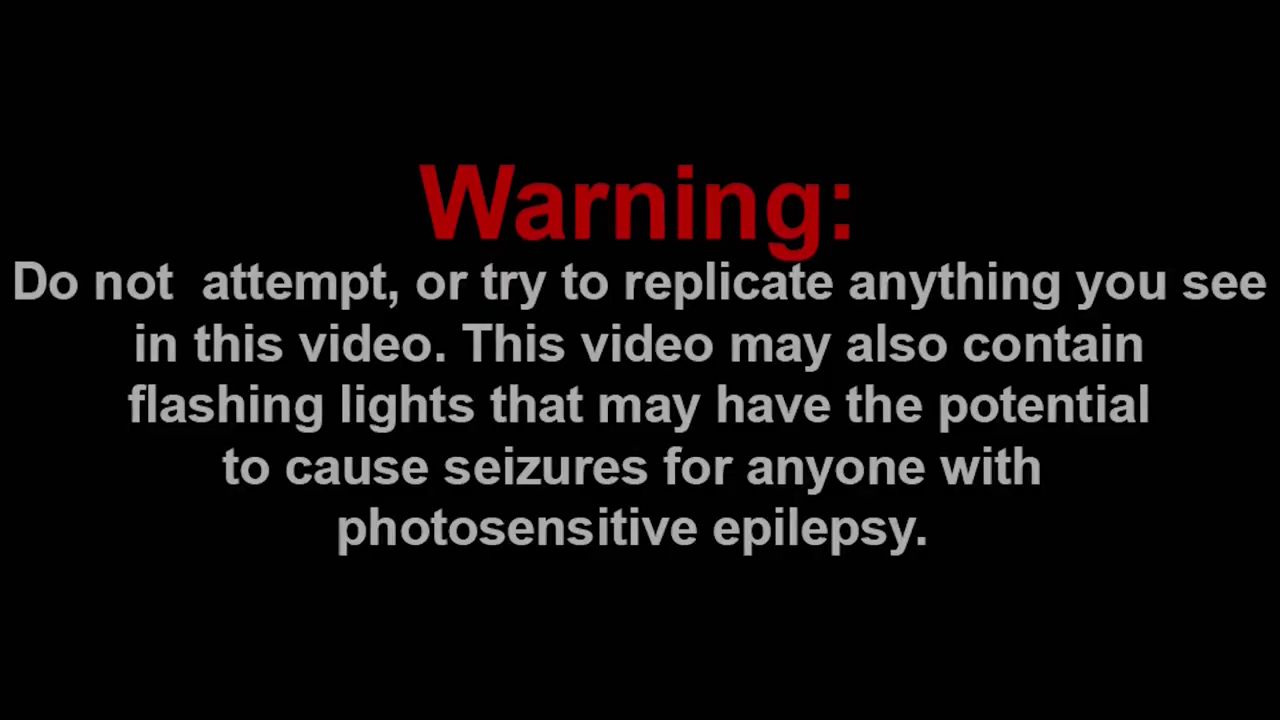 Warning:
Do not  attempt, or try to replicate anything you see
in this video. This video may also contain
flashing lights that may have the potential
to cause seizures for anyone with
photosensitive epilepsy.